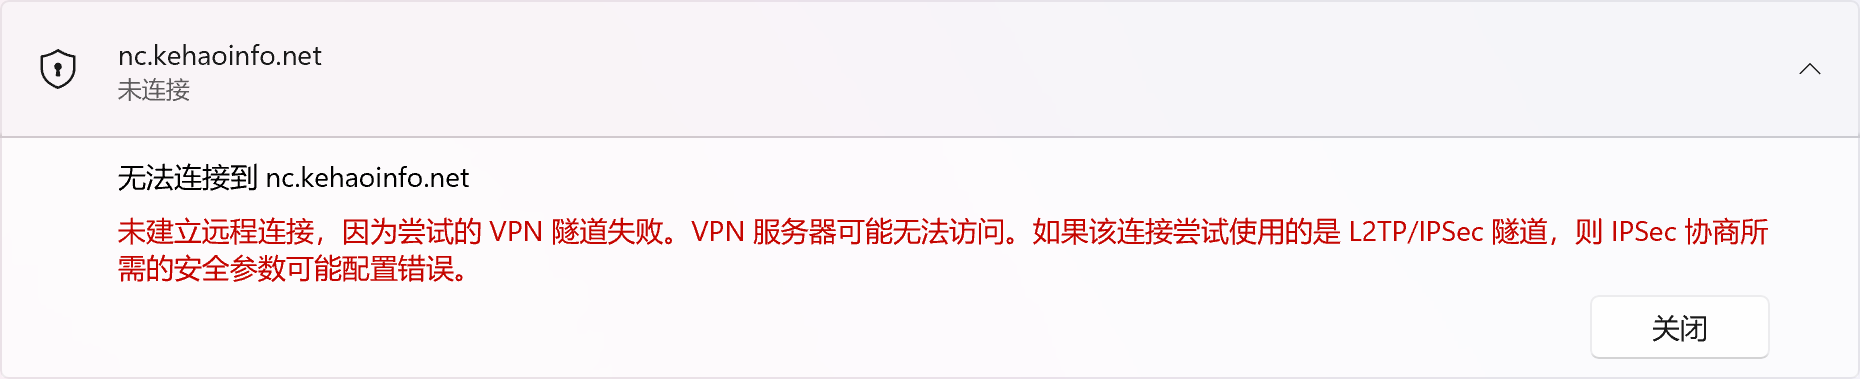 nc.kehaoinfo.net
未连接
无法连接到 nc.kehaoinfo.net
未建立远程连接，因为尝试的 VPN 隧道失败。VPN 服务器可能无法访问。如果该连接尝试使用的是 L2TP/IPSec 隧道，则 IPSec 协商所
需的安全参数可能配置错误。
关闭